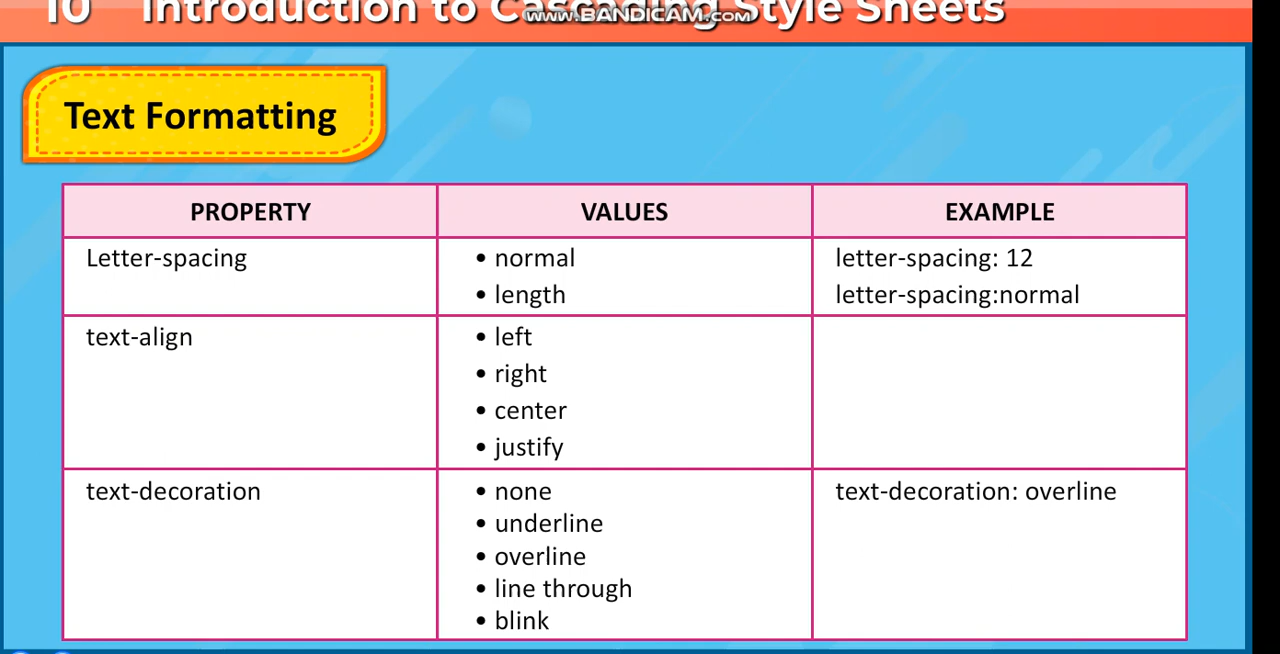 10 Introduction to Cascading Style Sheets
WWW.BANDICAM.COM
Text Formatting
PROPERTY VALUES EXAMPLE
Letter-spacing
• normal
• length
letter-spacing: 12
letter-spacing:normal
text-align
• left
• right
• center
• justify
text-decoration
• none
• underline
• overline
• line through
• blink
text-decoration: overline